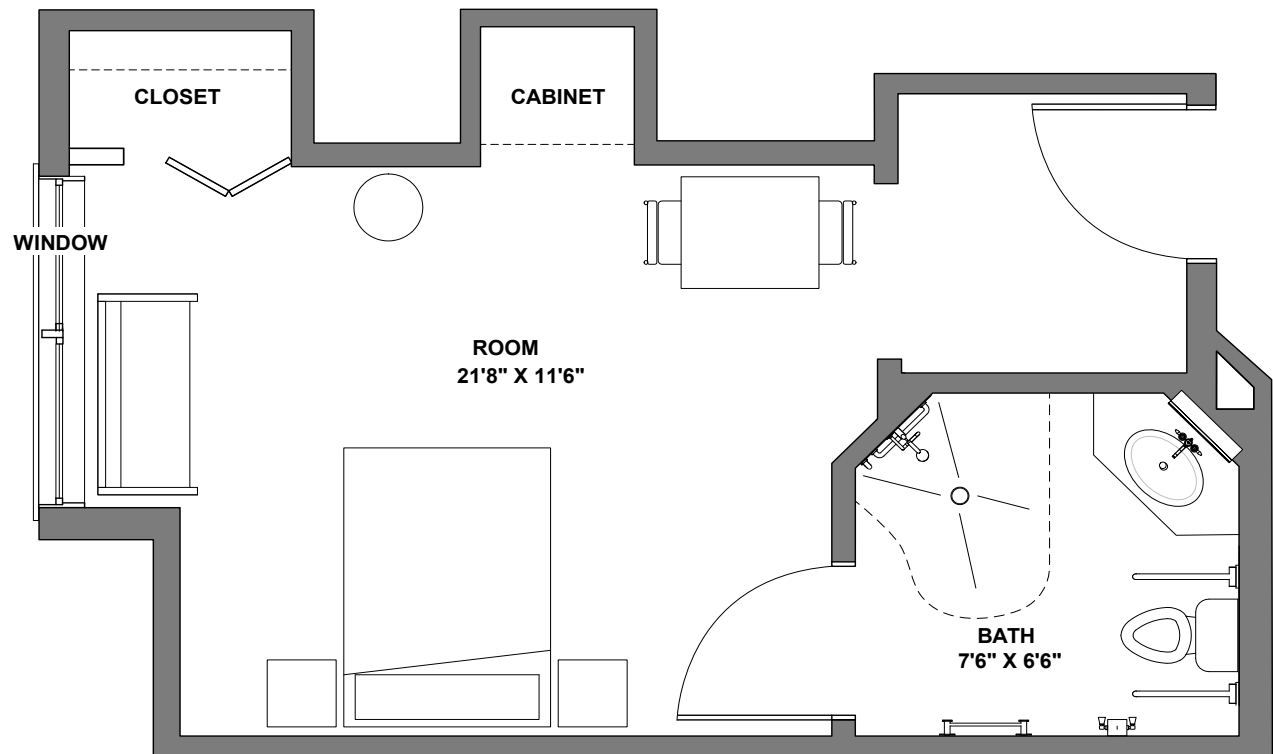 CLOSET
CABINET
WINDOW
ROOM
21'8" X 11'6"
BATH
7'6" X 6'6"